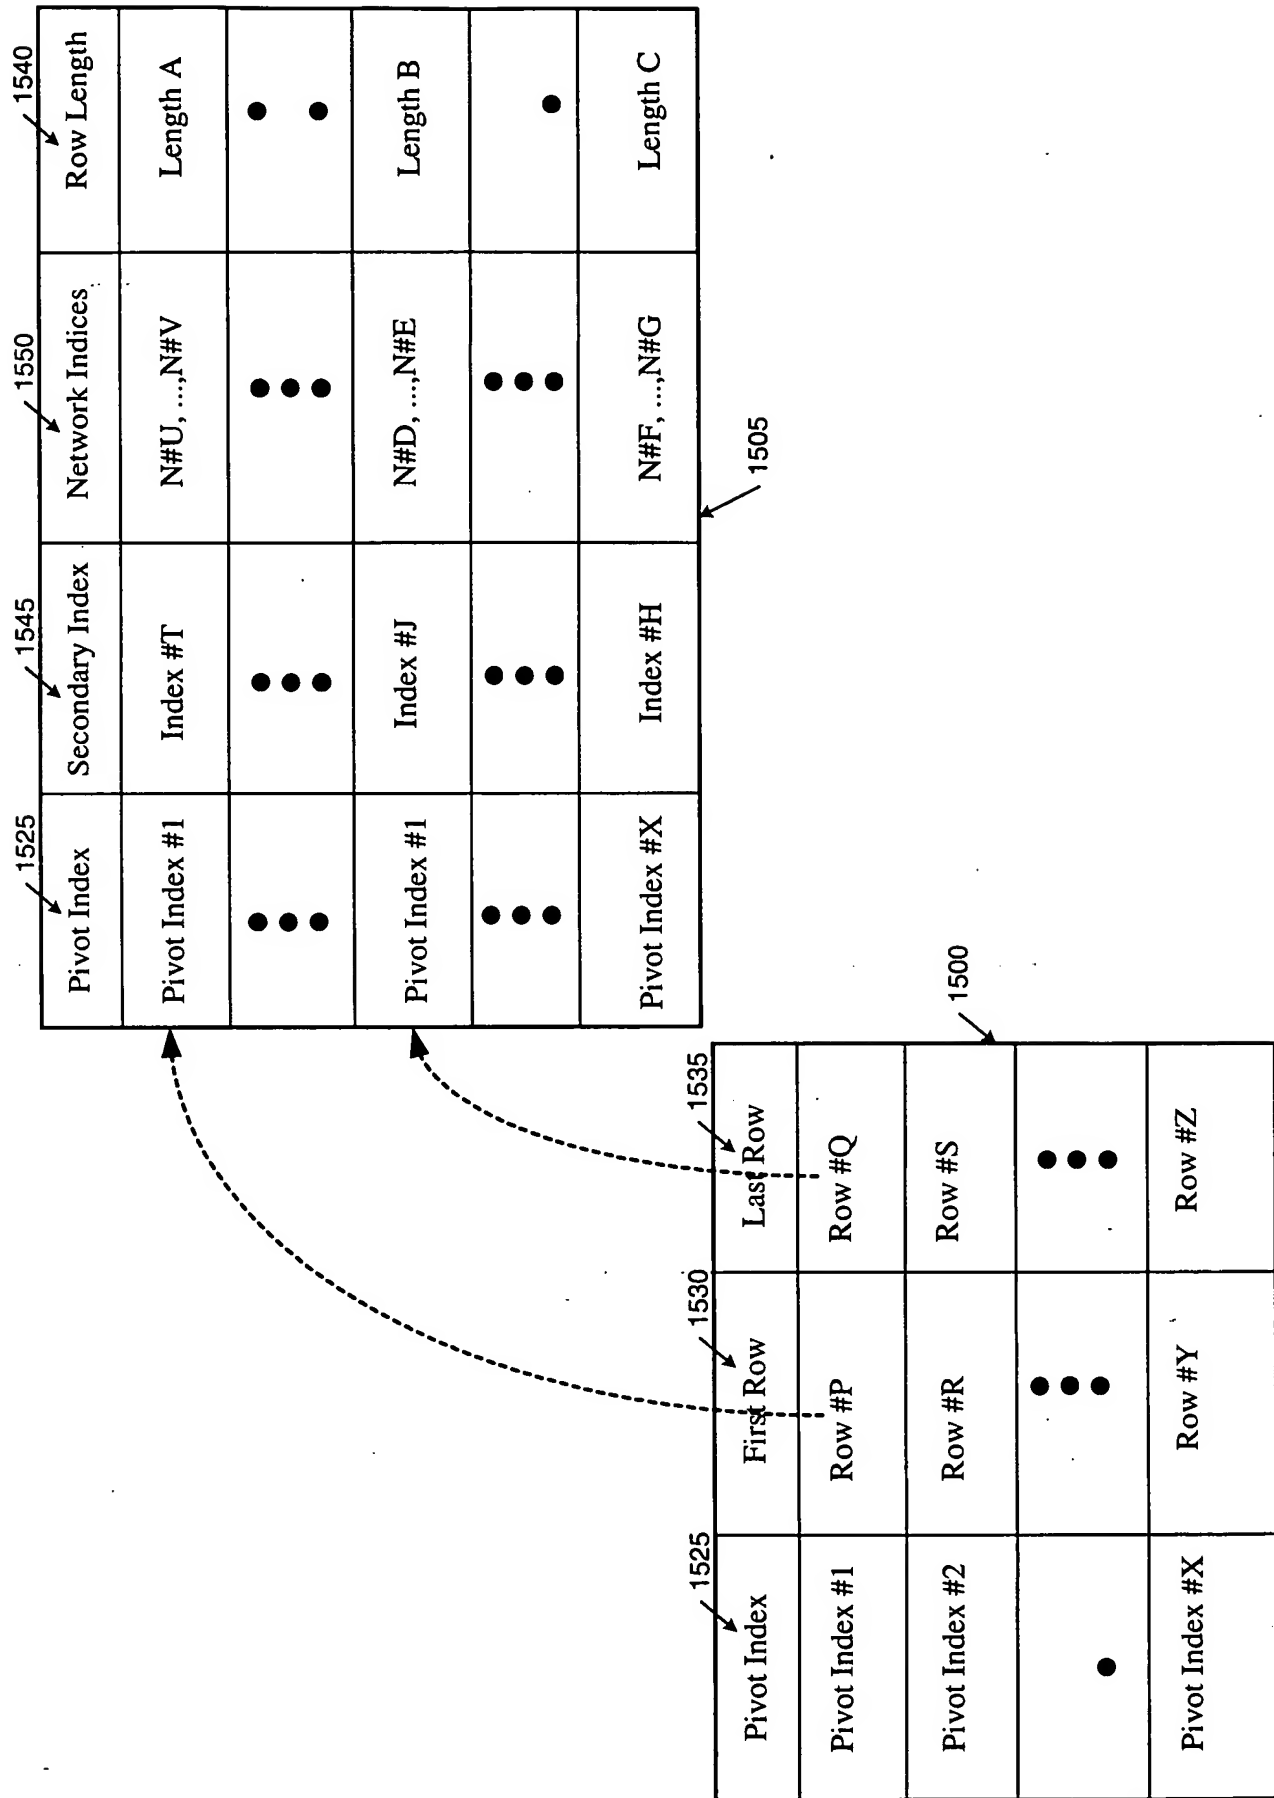 1525 1530 1535
Pivot Index First Row Last Row
Pivot Index #1 Row #P Row #Q
Pivot Index #2 Row #R Row #S
Pivot Index #X Row #Y Row #Z
1500
1525 1545 1550 1540
Pivot Index Secondary Index Network Indices Row Length
Pivot Index #1 Index #T N#U, ...,N#V Length A
Pivot Index #1 Index #J N#D, ...,N#E Length B
Pivot Index #X Index #H N#F, ...,N#G Length C
1505